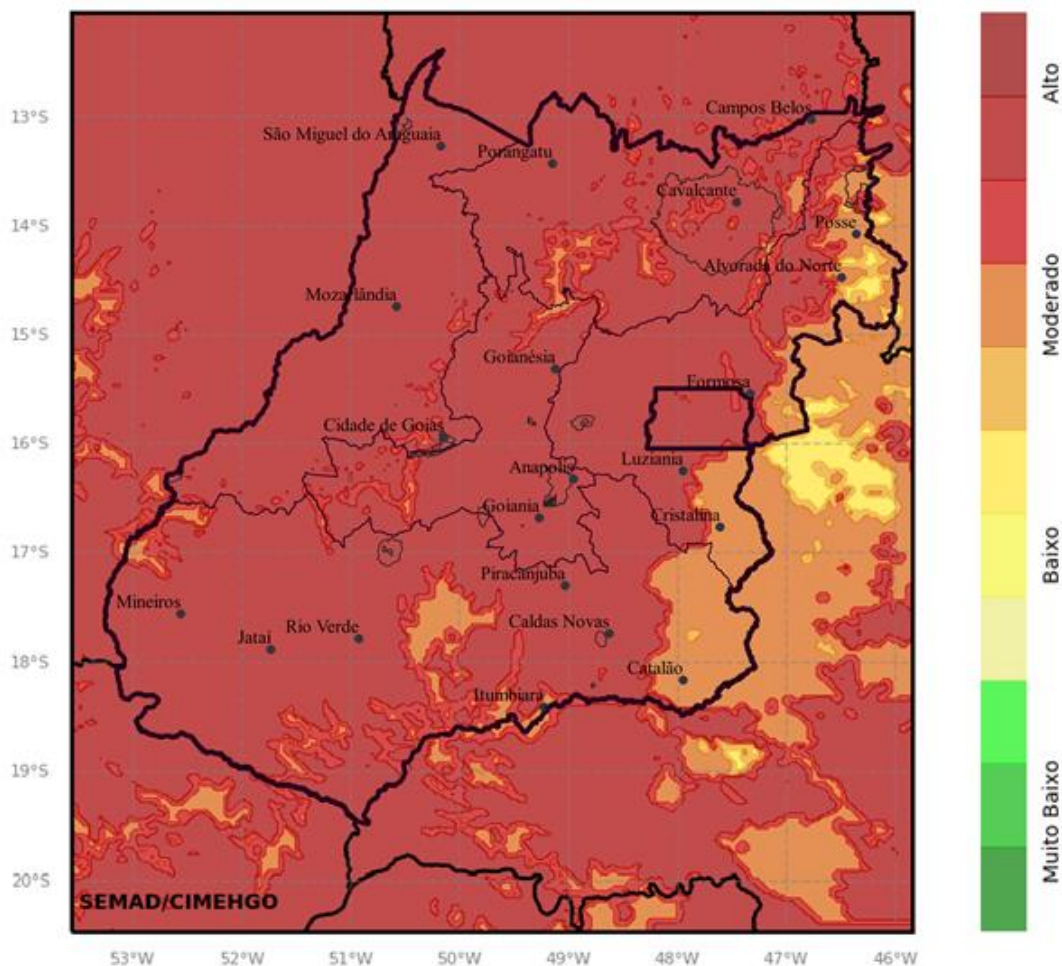 13°S
14°S
15°S
16°S
17°S
18°S
19°S
20°S
Campos Belos
São Miguel do Araguaia
Porangatu
Cavalcante
Posse
Alvorada do Norte
Mozarlândia
Goianésia
Formosa
Cidade de Goiás
Luziania
Anapolis
Goiania
Cristalina
Piracanjuba
Mineiros
Rio Verde
Caldas Novas
Jatai
Catalão
Itumbiara
SEMAD/CIMEHGO
53°W 52°W 51°W 50°W 49°W 48°W 47°W 46°W
Alto
Moderado
Baixo
Muito Baixo